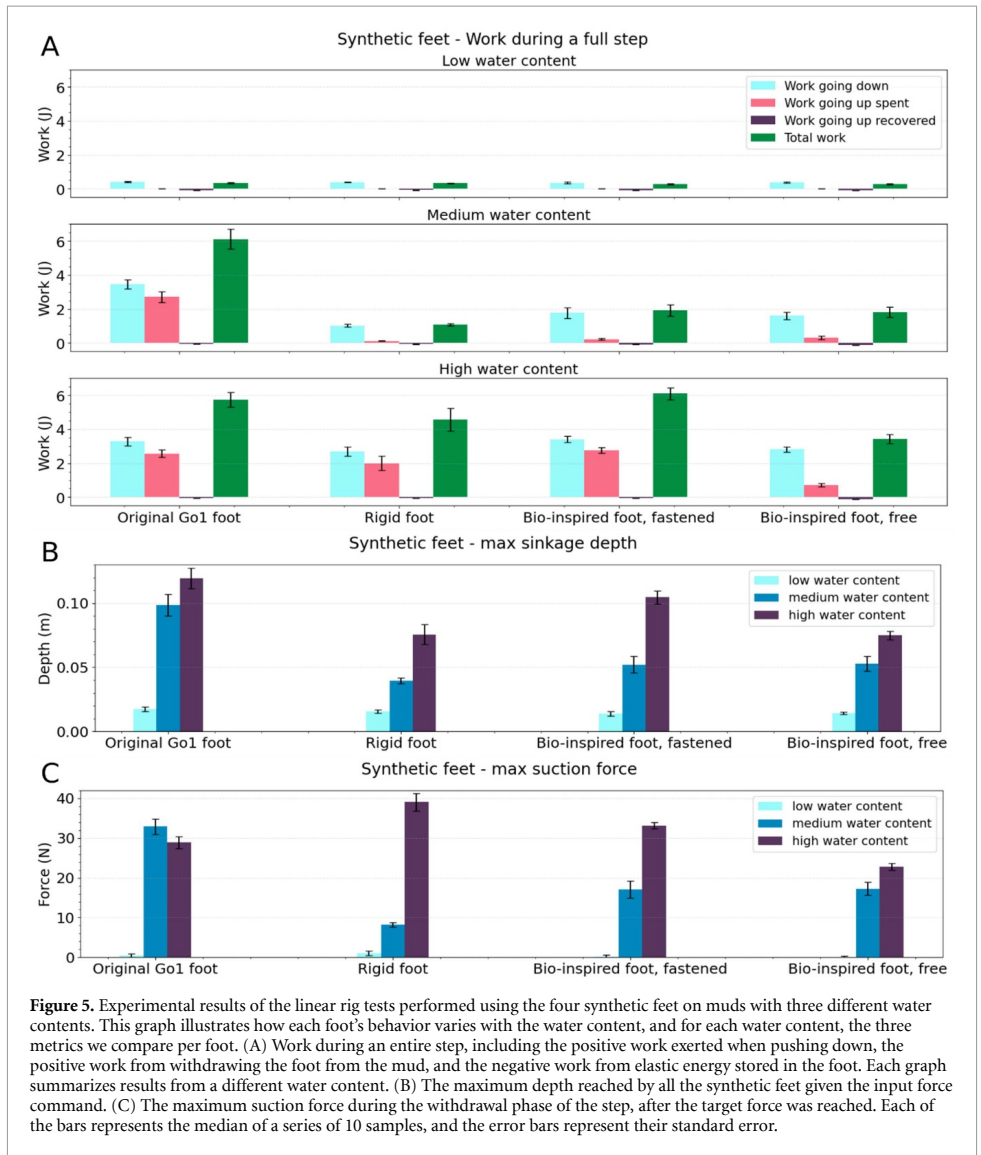 A
Synthetic feet - Work during a full step
Low water content
6
4
2
0
Work (J)
Work going down
Work going up spent
Work going up recovered
Total work
Medium water content
6
4
2
0
Work (J)
High water content
6
4
2
0
Work (J)
Original Go1 foot
Rigid foot
Bio-inspired foot, fastened
Bio-inspired foot, free
B
Synthetic feet - max sinkage depth
0.10
0.05
0.00
Depth (m)
low water content
medium water content
high water content
Original Go1 foot
Rigid foot
Bio-inspired foot, fastened
Bio-inspired foot, free
C
Synthetic feet - max suction force
40
30
20
10
0
Force (N)
low water content
medium water content
high water content
Original Go1 foot
Rigid foot
Bio-inspired foot, fastened
Bio-inspired foot, free
Figure 5. Experimental results of the linear rig tests performed using the four synthetic feet on muds with three different water
contents. This graph illustrates how each foot's behavior varies with the water content, and for each water content, the three
metrics we compare per foot. (A) Work during an entire step, including the positive work exerted when pushing down, the
positive work from withdrawing the foot from the mud, and the negative work from elastic energy stored in the foot. Each graph
summarizes results from a different water content. (B) The maximum depth reached by all the synthetic feet given the input force
command. (C) The maximum suction force during the withdrawal phase of the step, after the target force was reached. Each of
the bars represents the median of a series of 10 samples, and the error bars represent their standard error.